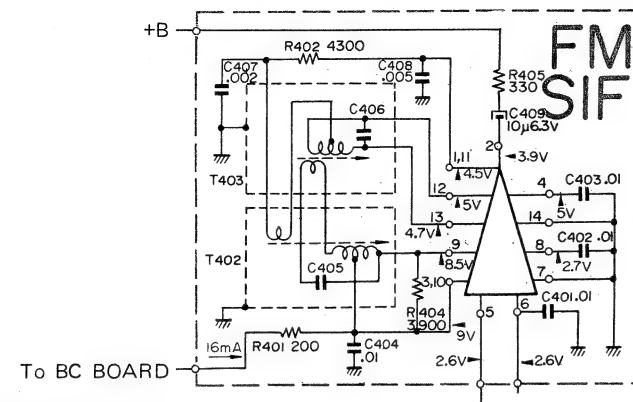 +B
FM
SIF
R402 4300
C407
.002
C408
.005
R405
330
C409
10µ6.3V
C406
2
3.9V
1,11
4.5V
T403
12
5V
4
C403.01
5V
13
4.7V
14
T402
9
8.5V
8
C402.01
2.7V
C405
3,10
7
R404
3,900
6
C401.01
5
9V
16mA
R401 200
C404
.01
2.6V
2.6V
To BC BOARD